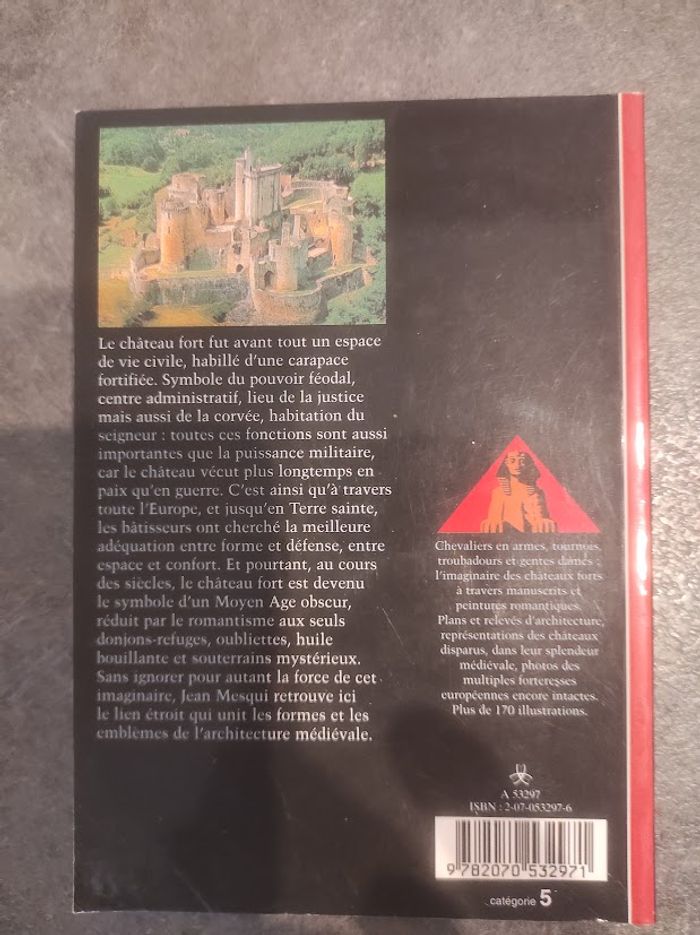 Le château fort fut avant tout un espace
de vie civile, habillé d'une carapace
fortifiée. Symbole du pouvoir féodal,
centre administratif, lieu de la justice
mais aussi de la corvée, habitation du
seigneur : toutes ces fonctions sont aussi
importantes que la puissance militaire,
car le château vécut plus longtemps en
paix qu'en guerre. C'est ainsi qu'à travers
toute l'Europe, et jusqu'en Terre sainte,
les bâtisseurs ont cherché la meilleure
adéquation entre forme et défense, entre
espace et confort. Et pourtant, au cours
des siècles, le château fort est devenu
le symbole d'un Moyen Age obscur,
réduit par le romantisme aux seuls
donjons-refuges, oubliettes, huile
bouillante et souterrains mystérieux.
Sans ignorer pour autant la force de cet
imaginaire, Jean Mesqui retrouve ici
le lien étroit qui unit les formes et les
emblèmes de l'architecture médiévale.
Chevaliers en armes, tournois,
troubadours et gentes dames :
l'imaginaire des châteaux forts
à travers manuscrits et
peintures romantiques.
Plans et relevés d'architecture,
représentations des châteaux
disparus, dans leur splendeur
médiévale, photos des
multiples forteresses
européennes encore intactes.
Plus de 170 illustrations.
A 53297
ISBN : 2-07-053297-6
9 782070 532971
catégorie 5